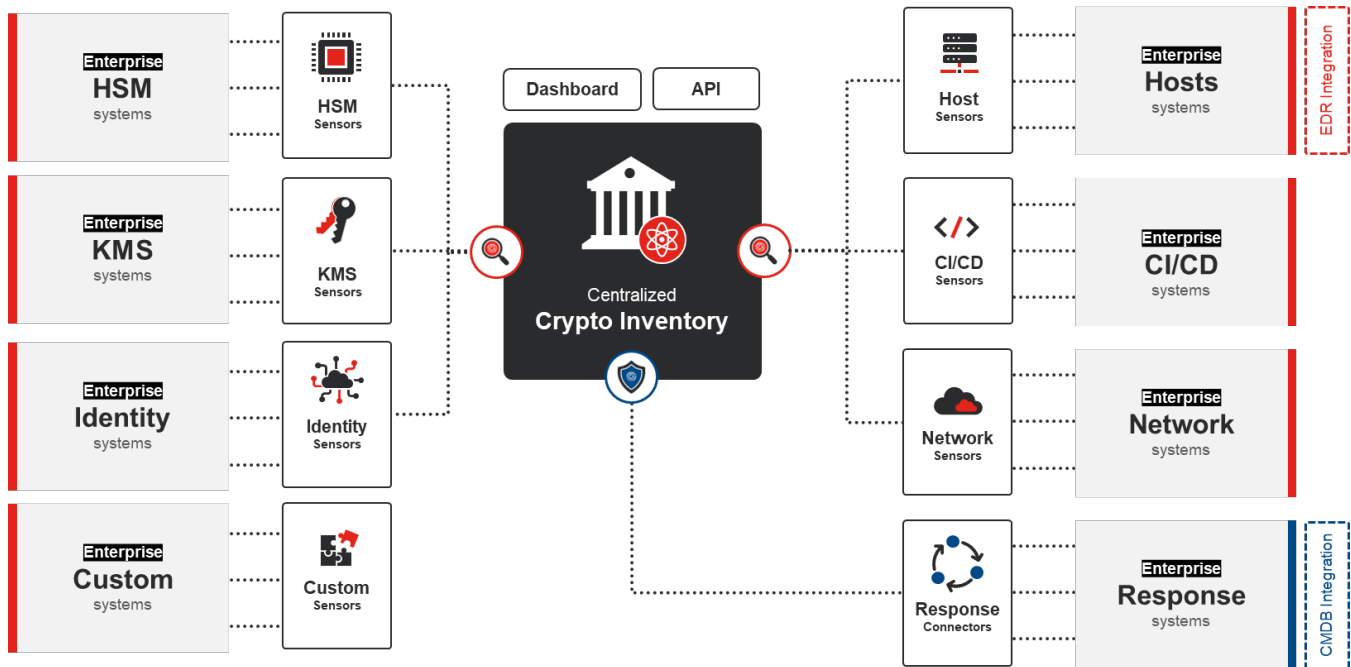 Enterprise
HSM
systems
HSM
Sensors
Enterprise
KMS
systems
KMS
Sensors
Enterprise
Identity
systems
Identity
Sensors
Enterprise
Custom
systems
Custom
Sensors
Dashboard
API
Centralized
Crypto Inventory
Host
Sensors
Enterprise
Hosts
systems
EDR Integration
CI/CD
Sensors
Enterprise
CI/CD
systems
Network
Sensors
Enterprise
Network
systems
Response
Connectors
Enterprise
Response
systems
CMDB Integration